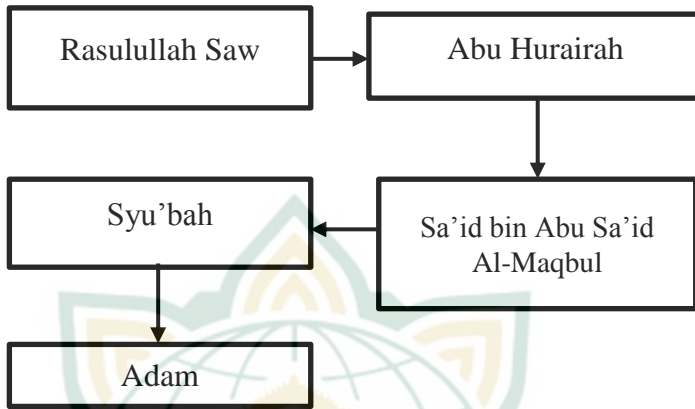 Rasulullah Saw
Abu Hurairah
Sa’id bin Abu Sa’id
Al-Maqbul
Syu’bah
Adam